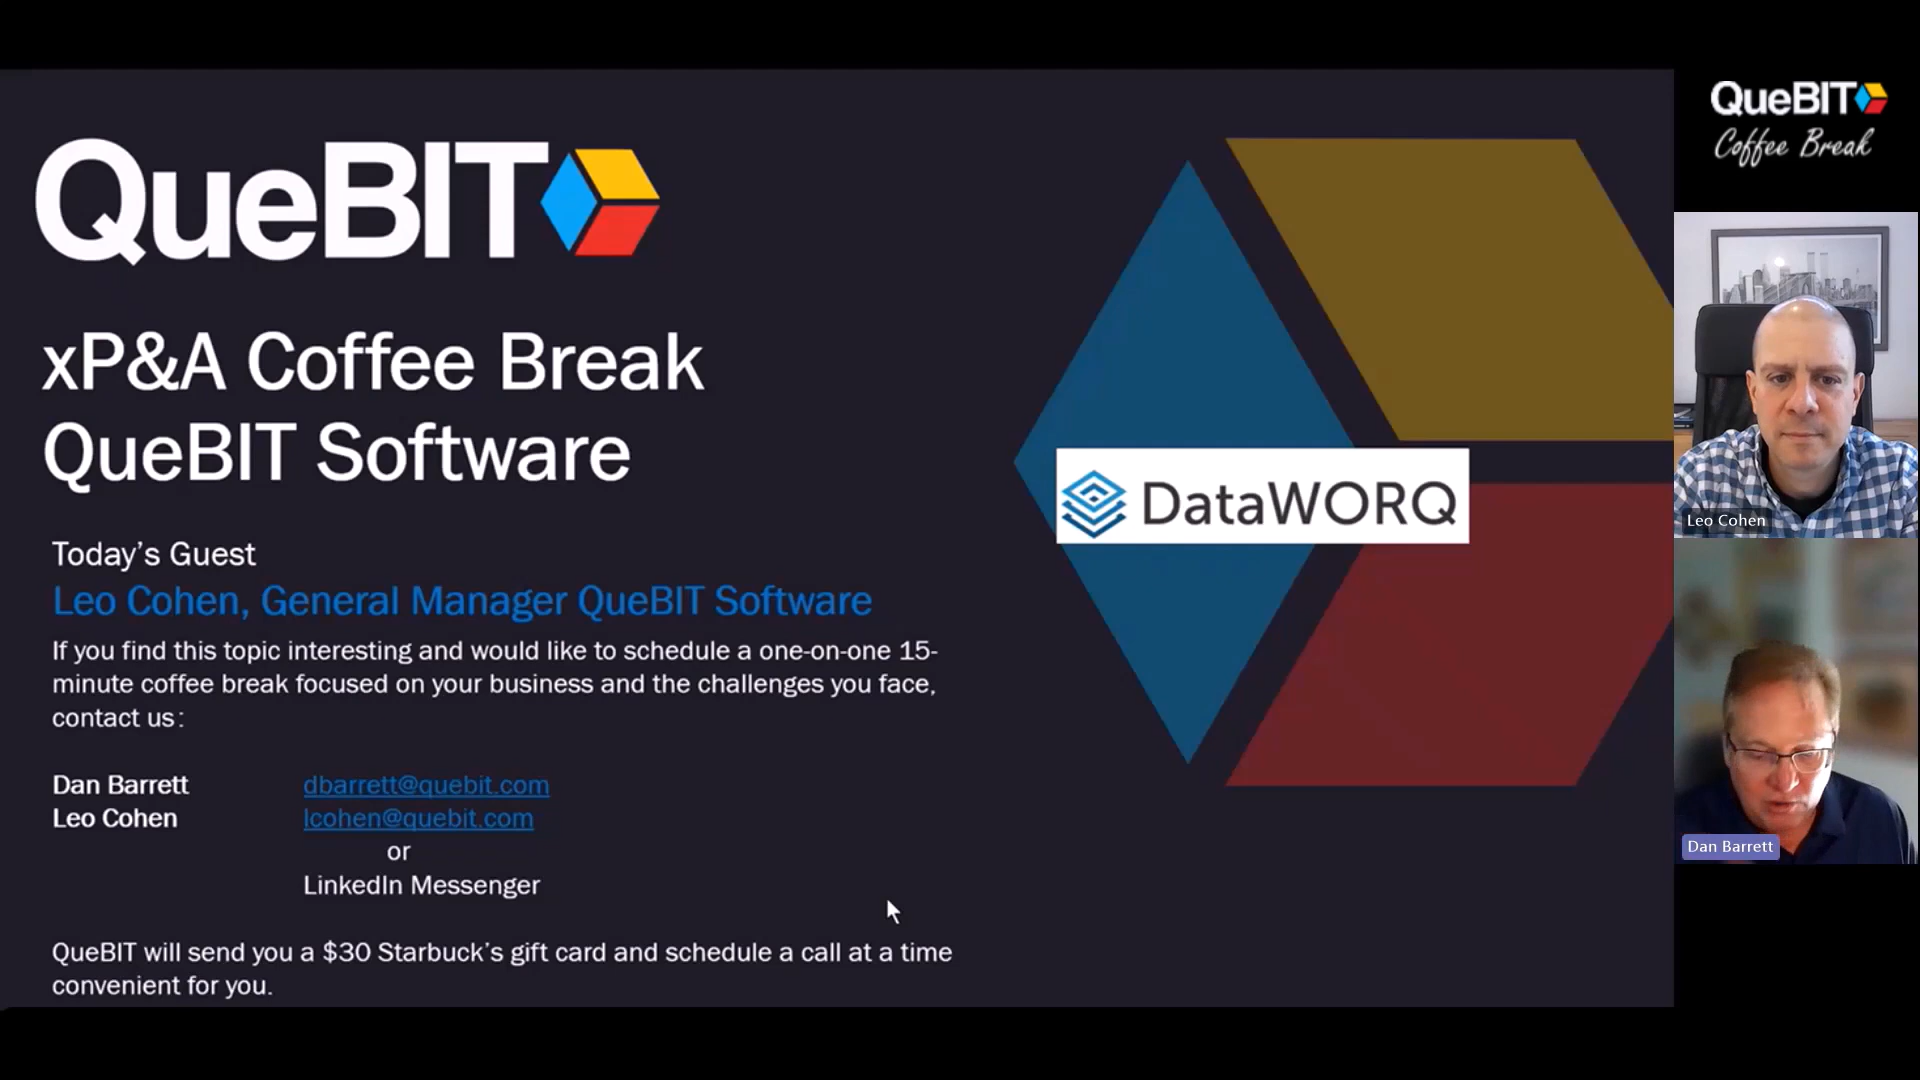 QueBIT
xP&A Coffee Break
QueBIT Software
Today's Guest
Leo Cohen, General Manager QueBIT Software
If you find this topic interesting and would like to schedule a one-on-one 15-
minute coffee break focused on your business and the challenges you face,
contact us:
Dan Barrett dbarrett@quebit.com
Leo Cohen lcohen@quebit.com
or
LinkedIn Messenger
QueBIT will send you a $30 Starbuck's gift card and schedule a call at a time
convenient for you.
DataWORQ
QueBIT
Coffee Break
Leo Cohen
Dan Barrett